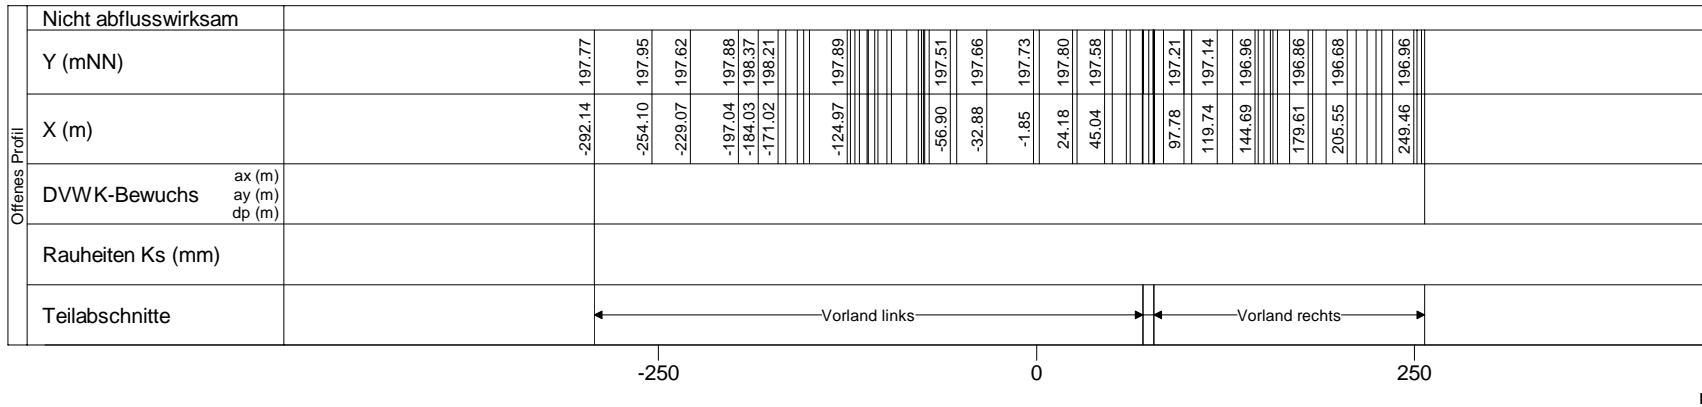 Offenes Profil
Nicht abflusswirksam
Y (mNN)
197.77 197.95 197.62 197.88 198.37 198.21 197.89 197.51 197.66 197.73 197.80 197.58 197.21 197.14 196.96 196.86 196.68 196.96
X (m)
-292.14 -254.10 -229.07 -197.04 -184.03 -171.02 -124.97 -56.90 -32.88 -1.85 24.18 45.04 97.78 119.74 144.69 179.61 205.55 249.46
DVWK-Bewuchs
ax (m)
ay (m)
dp (m)
Rauheiten Ks (mm)
Teilabschnitte
Vorland links Vorland rechts
-250 0 250